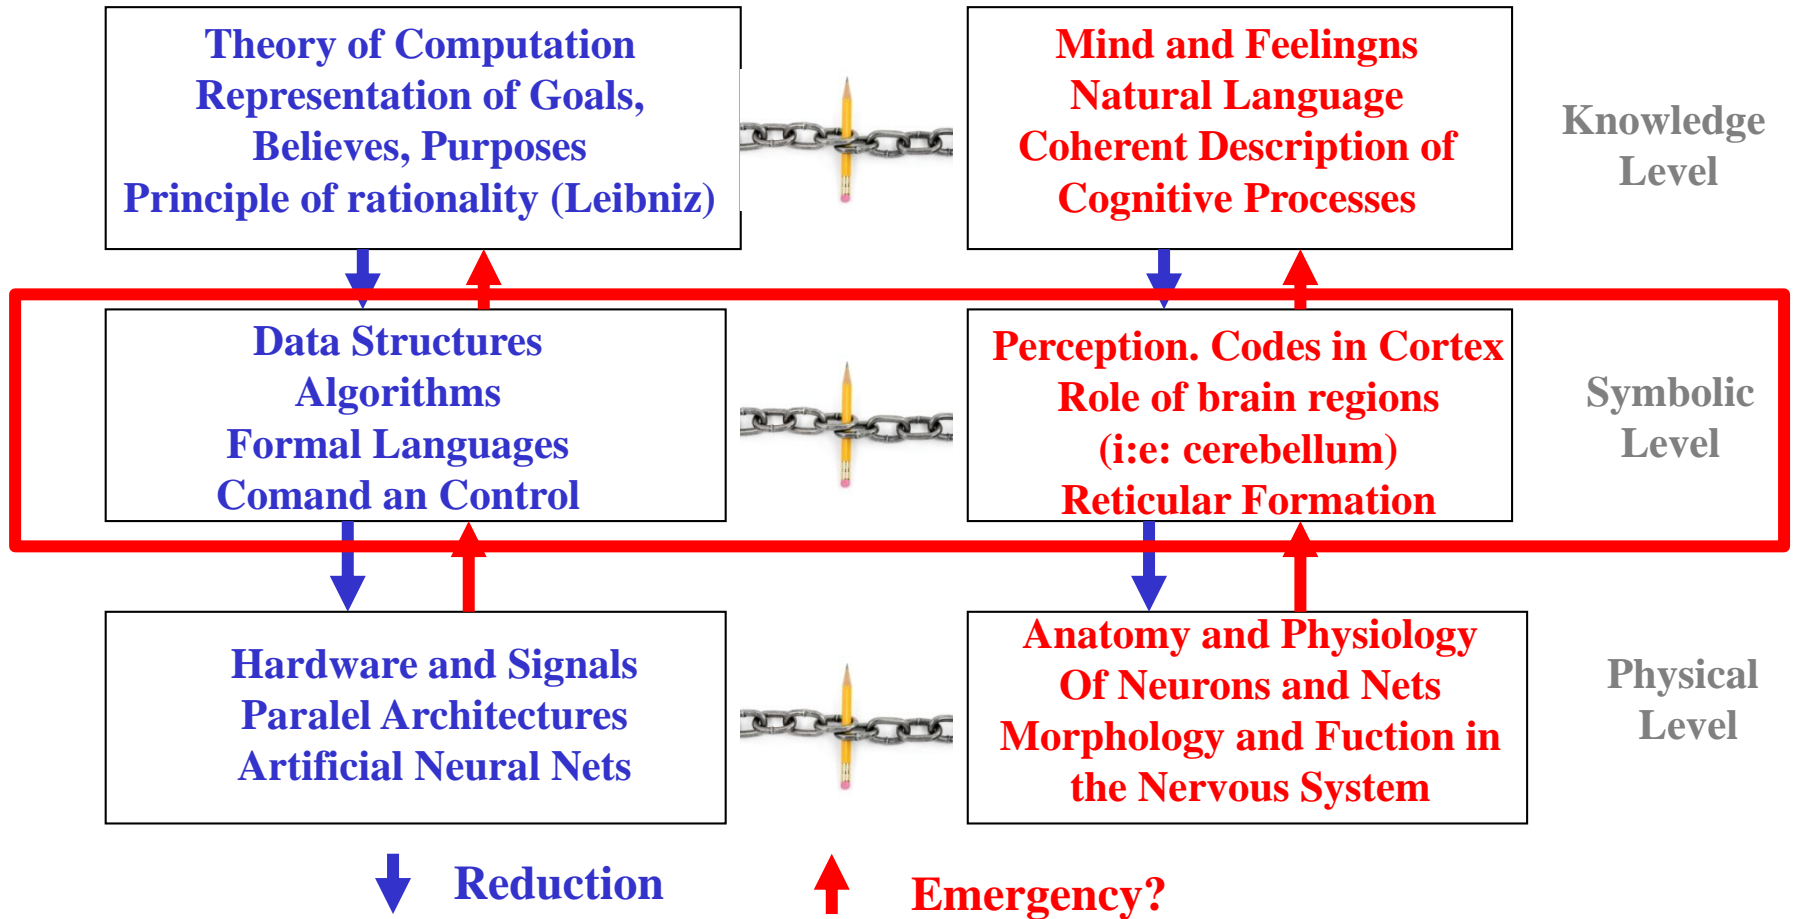 Theory of Computation
Representation of Goals,
Believes, Purposes
Principle of rationality (Leibniz)
Mind and Feelingns
Natural Language
Coherent Description of
Cognitive Processes
Knowledge
Level
Data Structures
Algorithms
Formal Languages
Comand an Control
Perception. Codes in Cortex
Role of brain regions
(i:e: cerebellum)
Reticular Formation
Symbolic
Level
Hardware and Signals
Paralel Architectures
Artificial Neural Nets
Anatomy and Physiology
Of Neurons and Nets
Morphology and Fuction in
the Nervous System
Physical
Level
Reduction
Emergency?